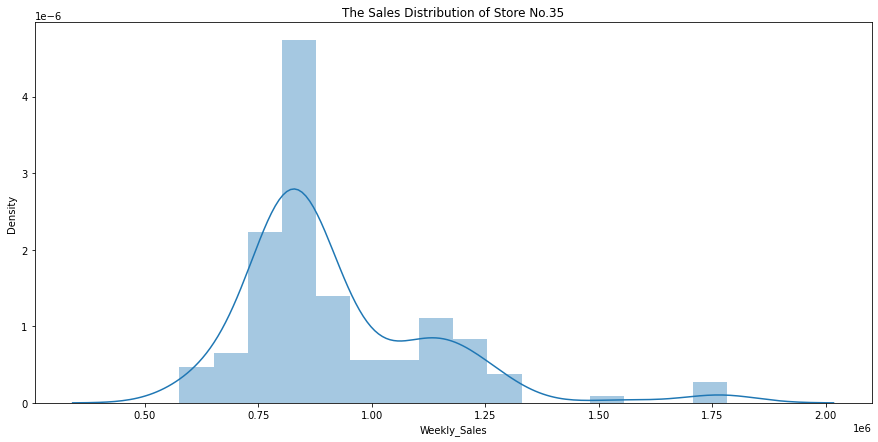 The Sales Distribution of Store No.35
1e−6
4
3
2
1
0
Density
0.50 0.75 1.00 1.25 1.50 1.75 2.00
1e6
Weekly_Sales